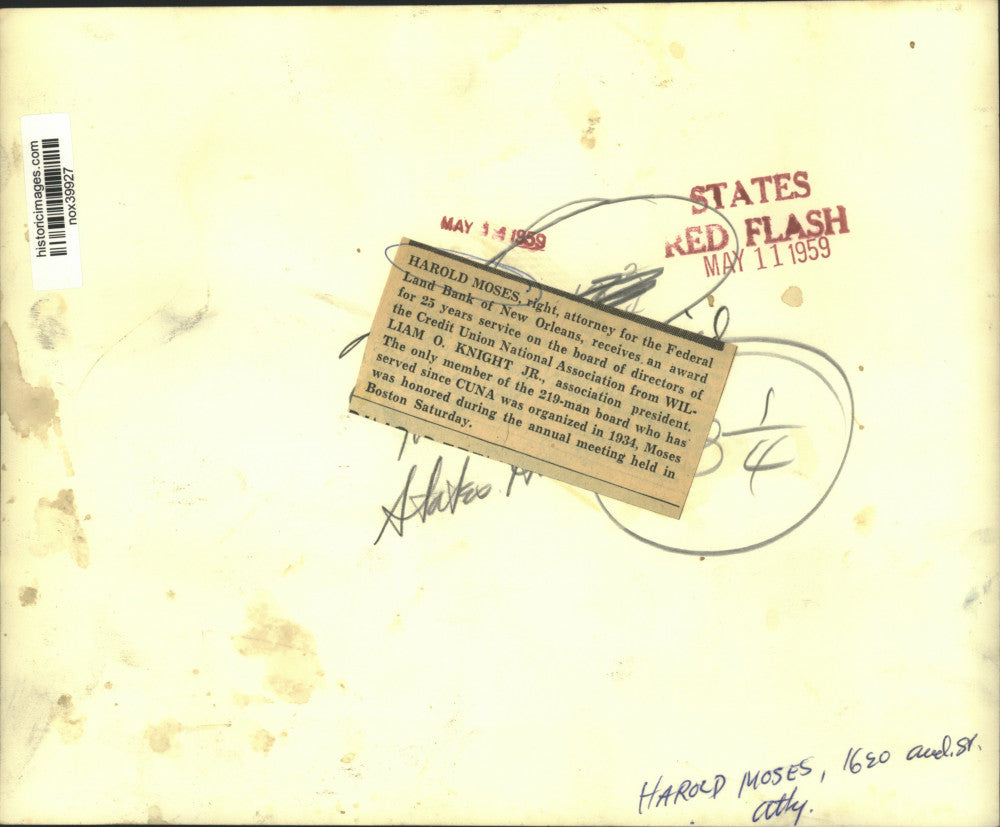 historicimages.com
nox39927
STATES
RED FLASH
MAY 11 1959
MAY 14 1959
HAROLD MOSES, right, attorney for the Federal
Land Bank of New Orleans, receives an award
for 25 years service on the board of directors of
the Credit Union National Association from WIL-
LIAM O. KNIGHT JR., association president.
The only member of the 219-man board who has
served since CUNA was organized in 1934, Moses
was honored during the annual meeting held in
Boston Saturday.
3 1/4
States
HAROLD MOSES,
atty.